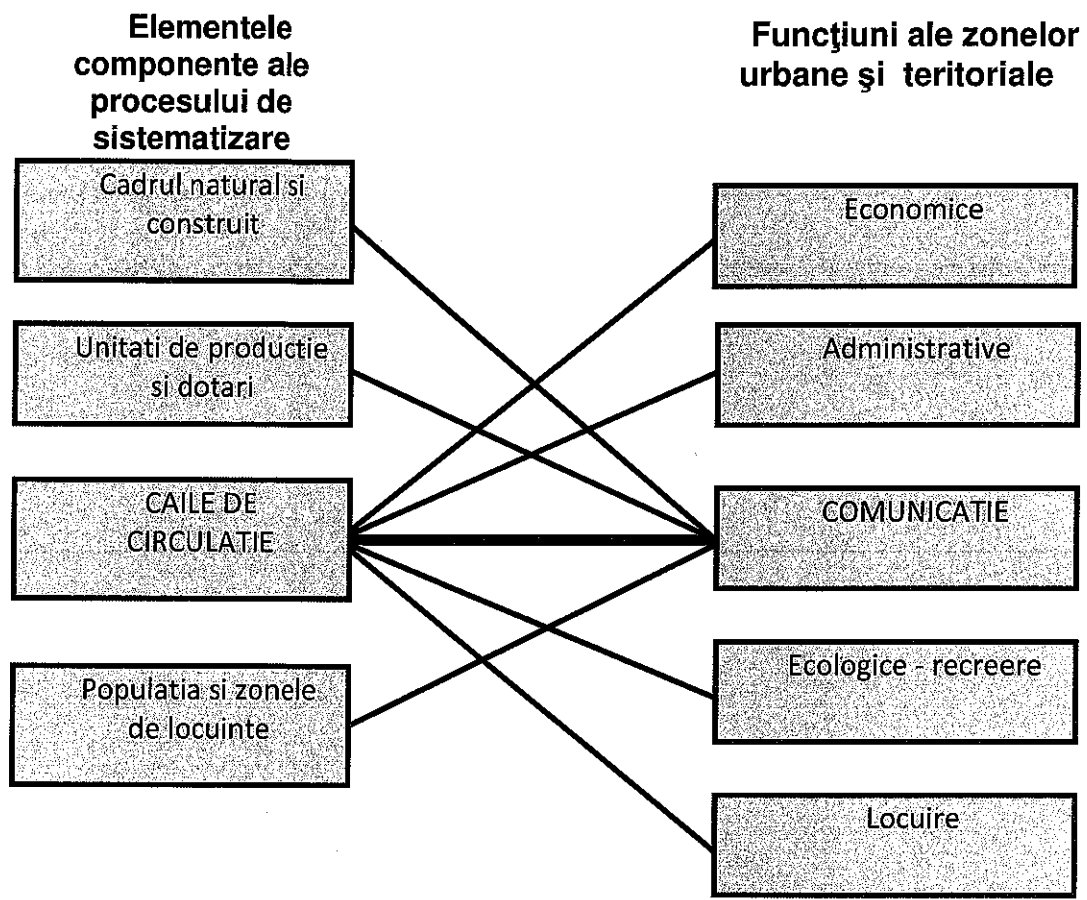 Elementele
componente ale
procesului de
sistematizare
Funcţiuni ale zonelor
urbane şi teritoriale
Cadrul natural si
construit
Unitati de productie
si dotari
CAILE DE
CIRCULATIE
Populatia si zonele
de locuinte
Economice
Administrative
COMUNICATIE
Ecologice - recreere
Locuire